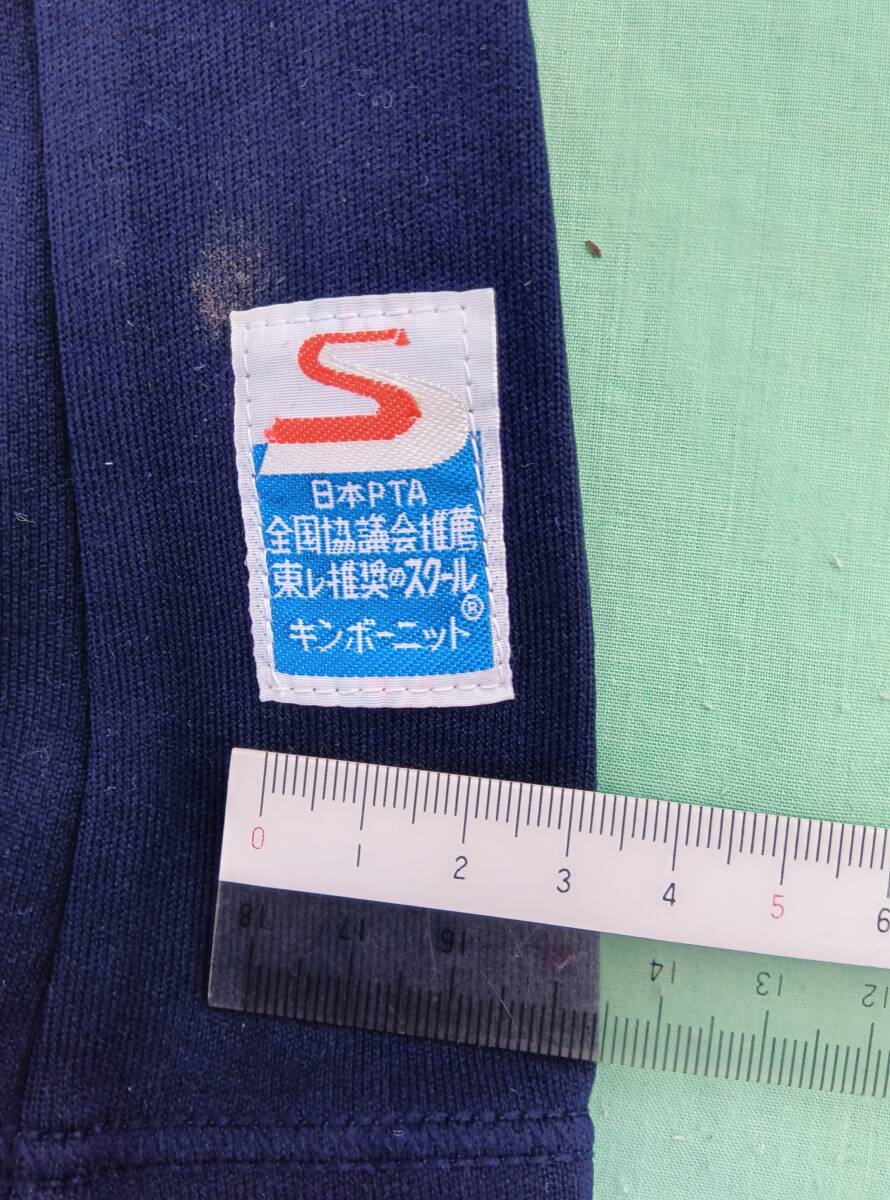 S
日本PTA
全国協議会推薦
東レ推奨のスクール
®
キンポーニット
0 1 2 3 4 5 6
18 17 16 15 14 13 12